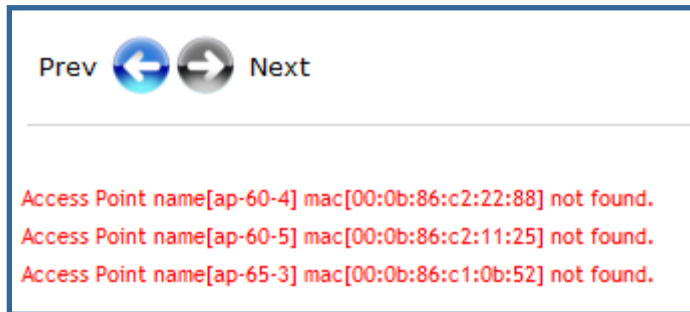 Prev Next
Access Point name[ap-60-4] mac[00:0b:86:c2:22:88] not found.
Access Point name[ap-60-5] mac[00:0b:86:c2:11:25] not found.
Access Point name[ap-65-3] mac[00:0b:86:c1:0b:52] not found.